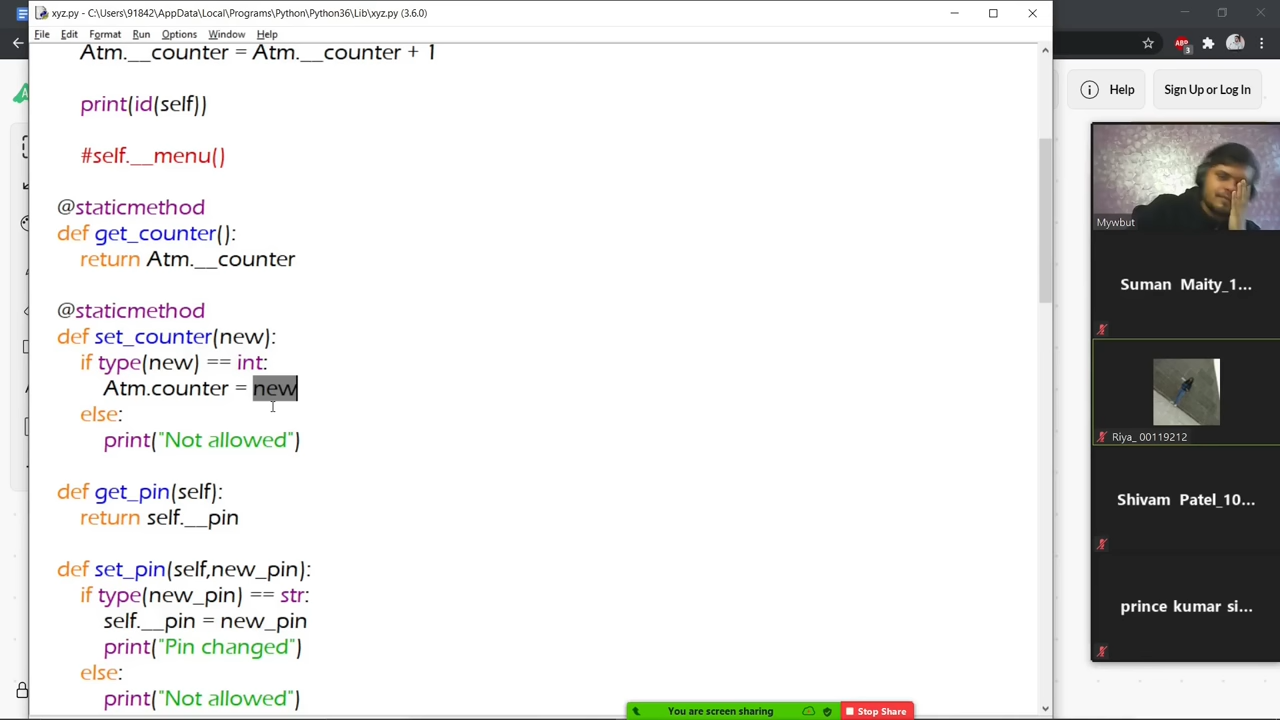 xyz.py - C:\Users\91842\AppData\Local\Programs\Python\Python36\Lib\xyz.py (3.6.0)
File Edit Format Run Options Window Help
Atm.__counter = Atm.__counter + 1
print(id(self))
#self.__menu()
@staticmethod
def get_counter():
return Atm.__counter
@staticmethod
def set_counter(new):
if type(new) == int:
Atm.counter = new
else:
print("Not allowed")
def get_pin(self):
return self.__pin
def set_pin(self,new_pin):
if type(new_pin) == str:
self.__pin = new_pin
print("Pin changed")
else:
print("Not allowed")
ABP
3
Help Sign Up or Log In
Mywbut
Suman Maity_1...
Riya_ 00119212
Shivam Patel_10...
prince kumar si...
You are screen sharing Stop Share